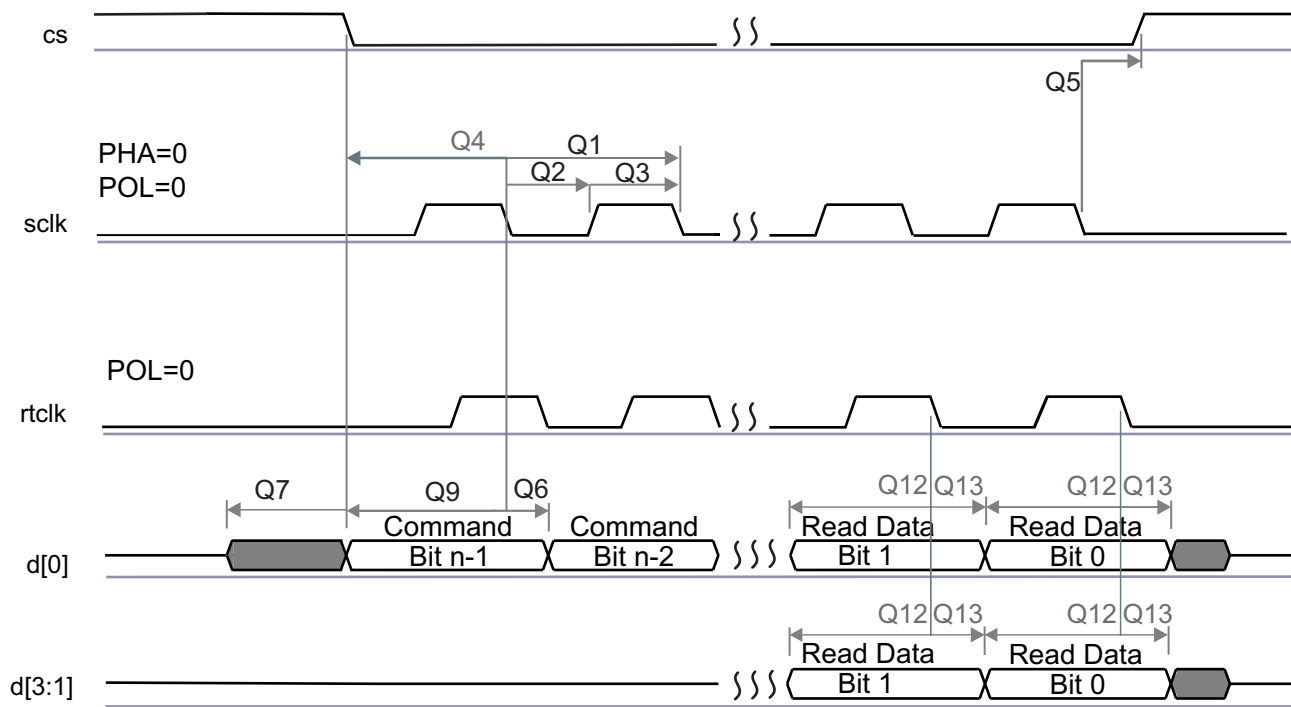 cs
Q5
PHA=0
POL=0
Q4
Q1
Q2
Q3
sclk
POL=0
rtclk
Q7
Q9
Q6
Q12
Q13
Q12
Q13
Command
Command
Read Data
Read Data
d[0]
Bit n-1
Bit n-2
Bit 1
Bit 0
Q12
Q13
Q12
Q13
Read Data
Read Data
d[3:1]
Bit 1
Bit 0